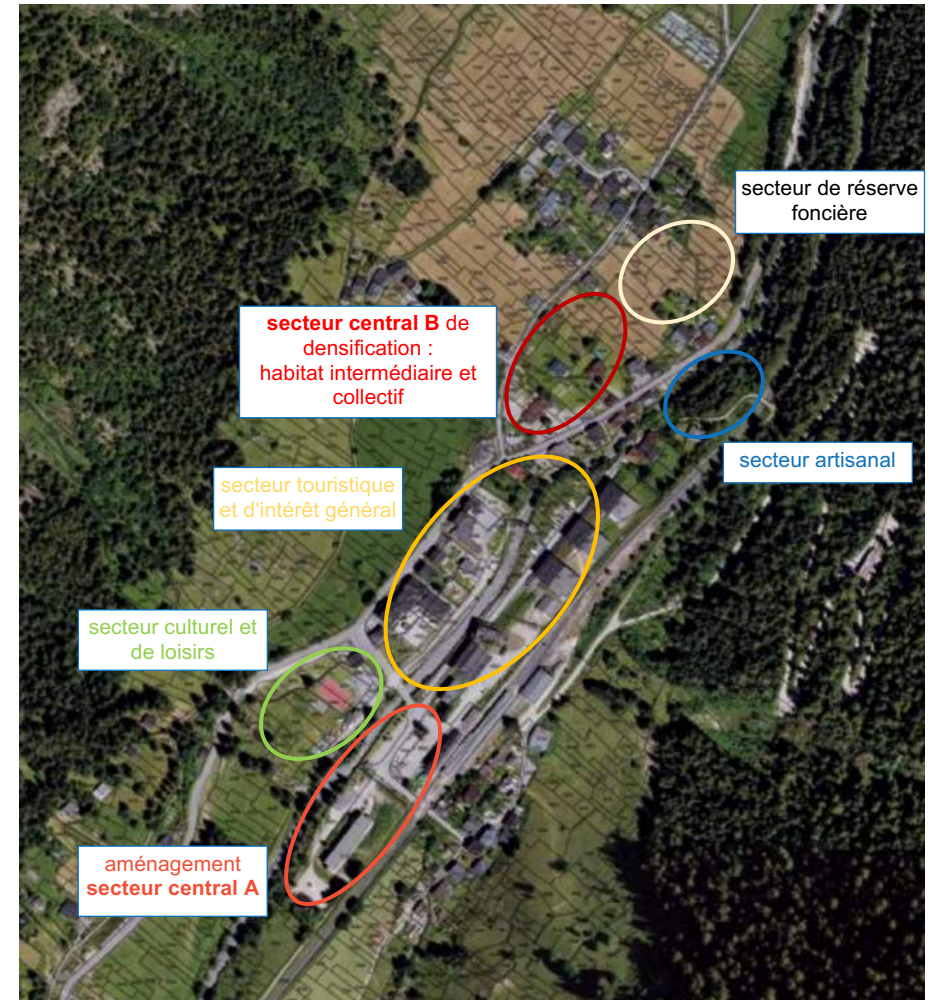 secteur de réserve
foncière
secteur central B de
densification :
habitat intermédiaire et
collectif
secteur artisanal
secteur touristique
et d‘intérêt général
secteur culturel et
de loisirs
aménagement
secteur central A